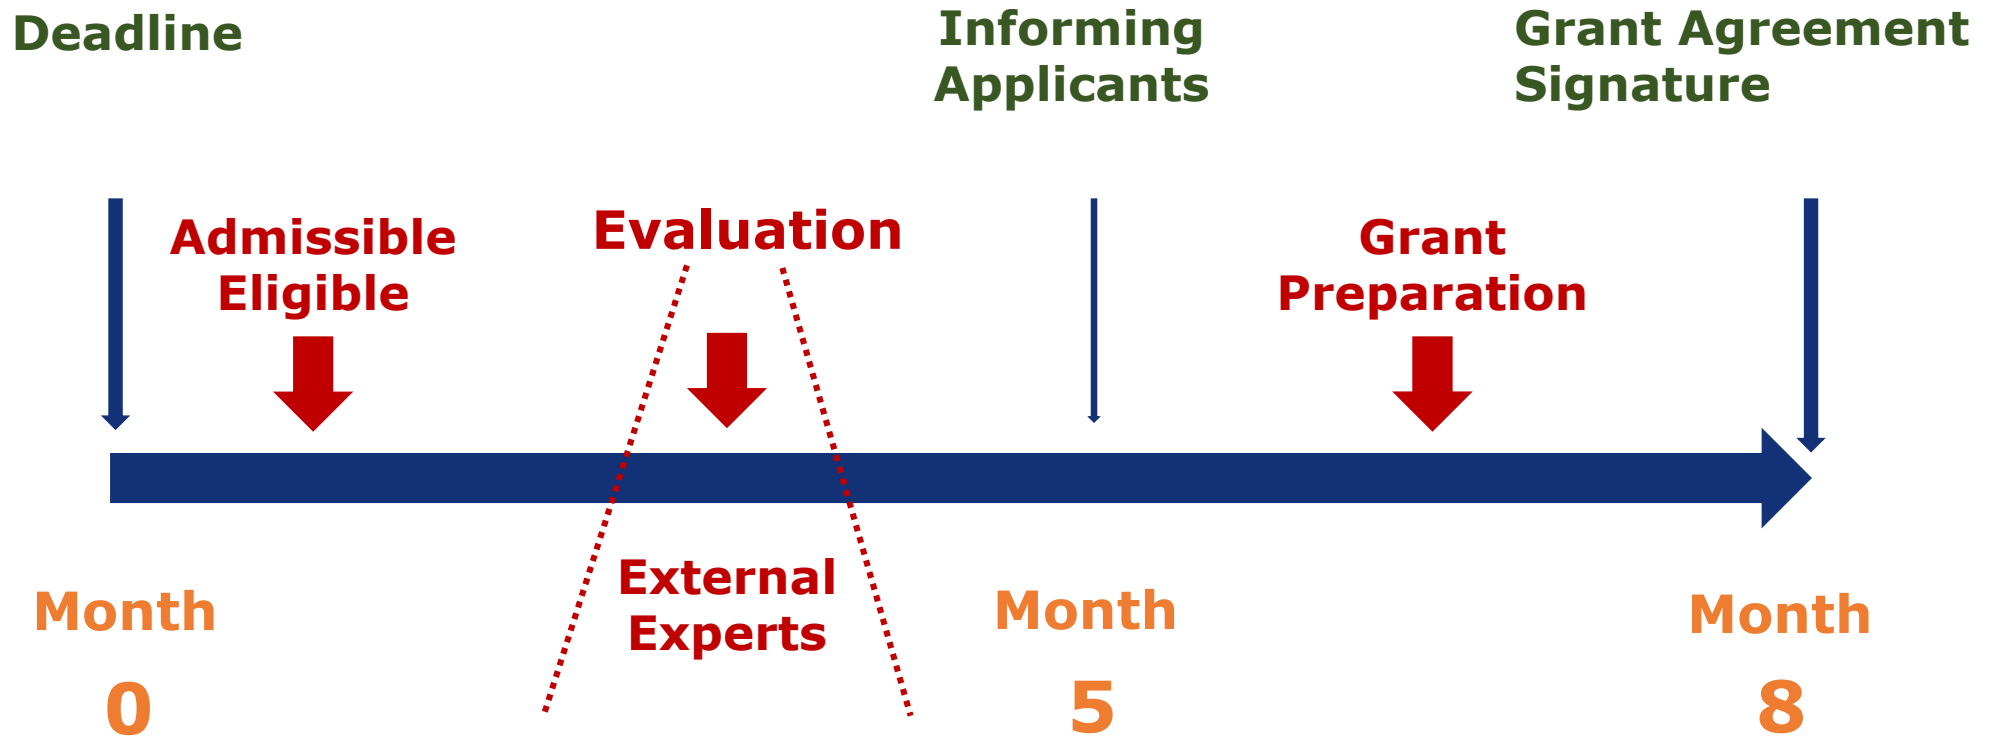 Deadline
Informing
Applicants
Grant Agreement
Signature
Admissible
Eligible
Evaluation
Grant
Preparation
External
Experts
Month
0
Month
5
Month
8